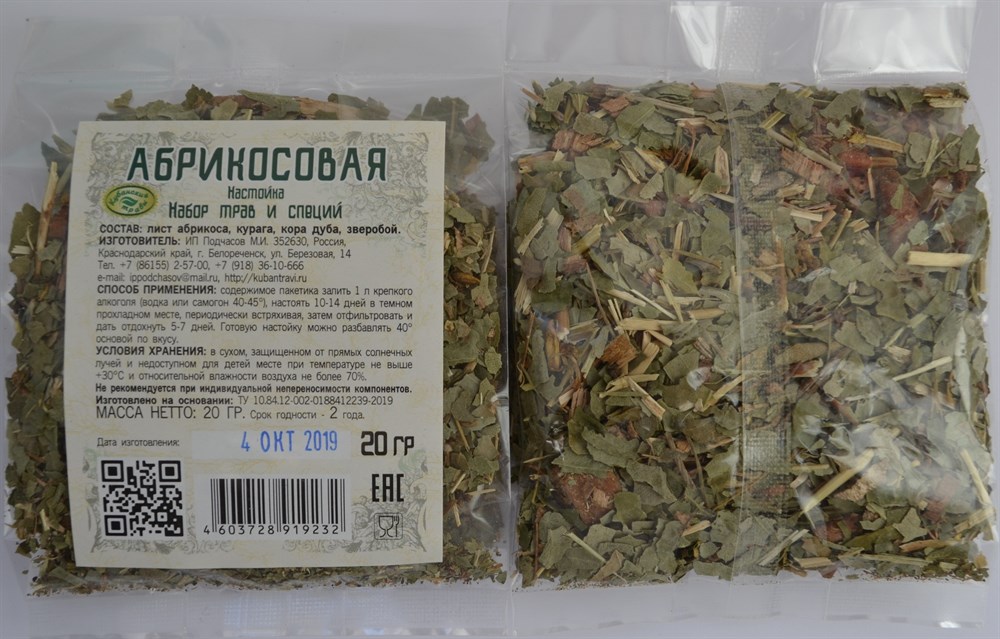 АБРИКОСОВАЯ
Настойка
Набор трав и специй
Кубанские травы
СОСТАВ: лист абрикоса, курага, кора дуба, зверобой.
ИЗГОТОВИТЕЛЬ: ИП Подчасов М.И. 352630, Россия,
Краснодарский край, г. Белореченск, ул. Березовая, 14
Тел. +7 (86155) 2-57-00, +7 (918) 36-10-666
e-mail: ippodchasov@mail.ru, http://kubantravi.ru
СПОСОБ ПРИМЕНЕНИЯ: содержимое пакетика залить 1 л крепкого
алкоголя (водка или самогон 40-45°), настоять 10-14 дней в темном
прохладном месте, периодически встряхивая, затем отфильтровать и
дать отдохнуть 5-7 дней. Готовую настойку можно разбавлять 40°
основой по вкусу.
УСЛОВИЯ ХРАНЕНИЯ: в сухом, защищенном от прямых солнечных
лучей и недоступном для детей месте при температуре не выше
+30°С и относительной влажности воздуха не более 70%.
Не рекомендуется при индивидуальной непереносимости компонентов.
Изготовлено на основании: ТУ 10.84.12-002-0188412239-2019
МАССА НЕТТО: 20 ГР. Срок годности - 2 года.
Дата изготовления:
4 ОКТ 2019
20 ГР
ЕАС
4603728919232